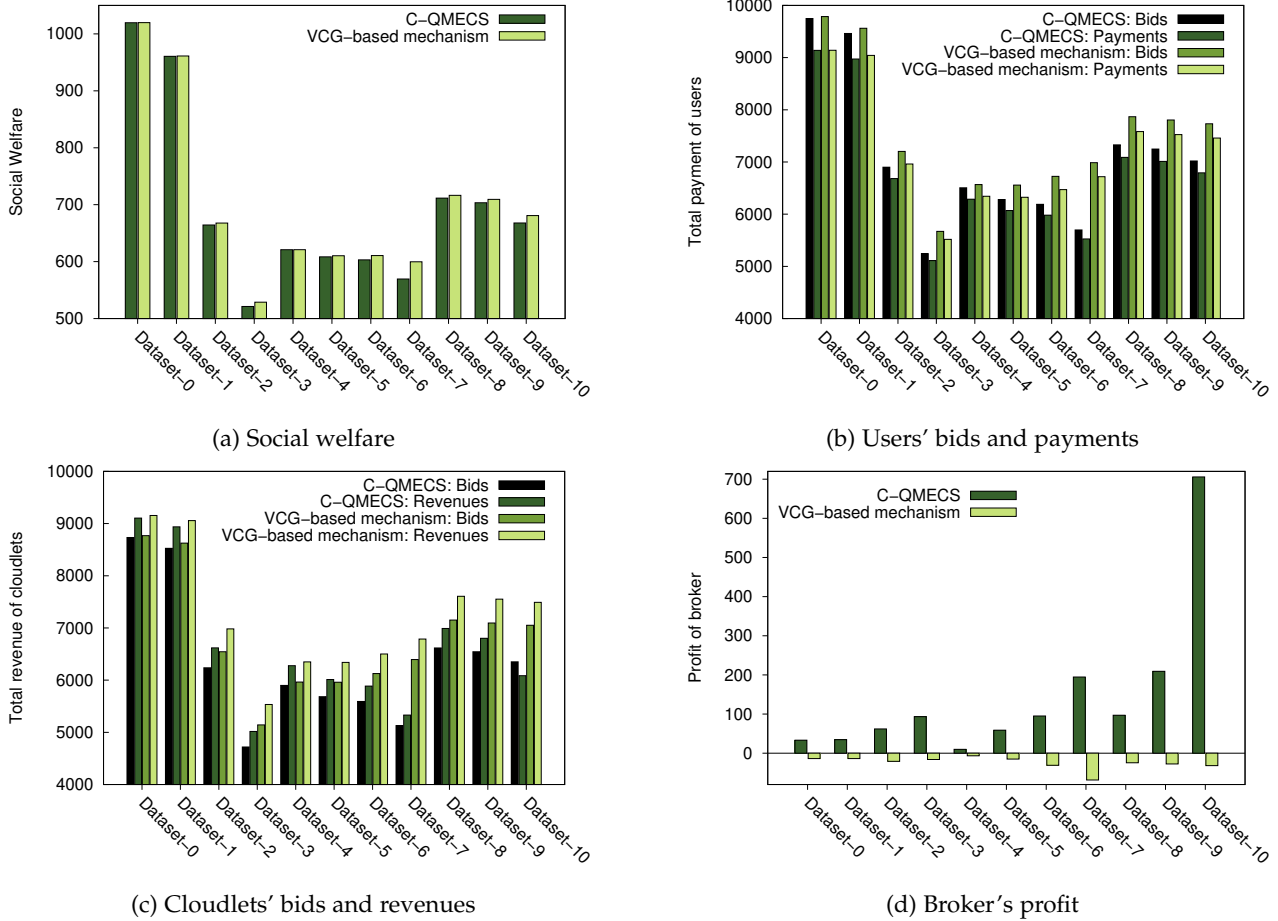 C-QMECS
VCG-based mechanism
1000
900
800
700
600
500
Social Welfare
Dataset-0
Dataset-1
Dataset-2
Dataset-3
Dataset-4
Dataset-5
Dataset-6
Dataset-7
Dataset-8
Dataset-9
Dataset-10
(a) Social welfare
C-QMECS: Bids
C-QMECS: Payments
VCG-based mechanism: Bids
VCG-based mechanism: Payments
10000
9000
8000
7000
6000
5000
4000
Total payment of users
Dataset-0
Dataset-1
Dataset-2
Dataset-3
Dataset-4
Dataset-5
Dataset-6
Dataset-7
Dataset-8
Dataset-9
Dataset-10
(b) Users' bids and payments
C-QMECS: Bids
C-QMECS: Revenues
VCG-based mechanism: Bids
VCG-based mechanism: Revenues
10000
9000
8000
7000
6000
5000
4000
Total revenue of cloudlets
Dataset-0
Dataset-1
Dataset-2
Dataset-3
Dataset-4
Dataset-5
Dataset-6
Dataset-7
Dataset-8
Dataset-9
Dataset-10
(c) Cloudlets' bids and revenues
C-QMECS
VCG-based mechanism
700
600
500
400
300
200
100
0
Profit of broker
Dataset-0
Dataset-1
Dataset-2
Dataset-3
Dataset-4
Dataset-5
Dataset-6
Dataset-7
Dataset-8
Dataset-9
Dataset-10
(d) Broker's profit